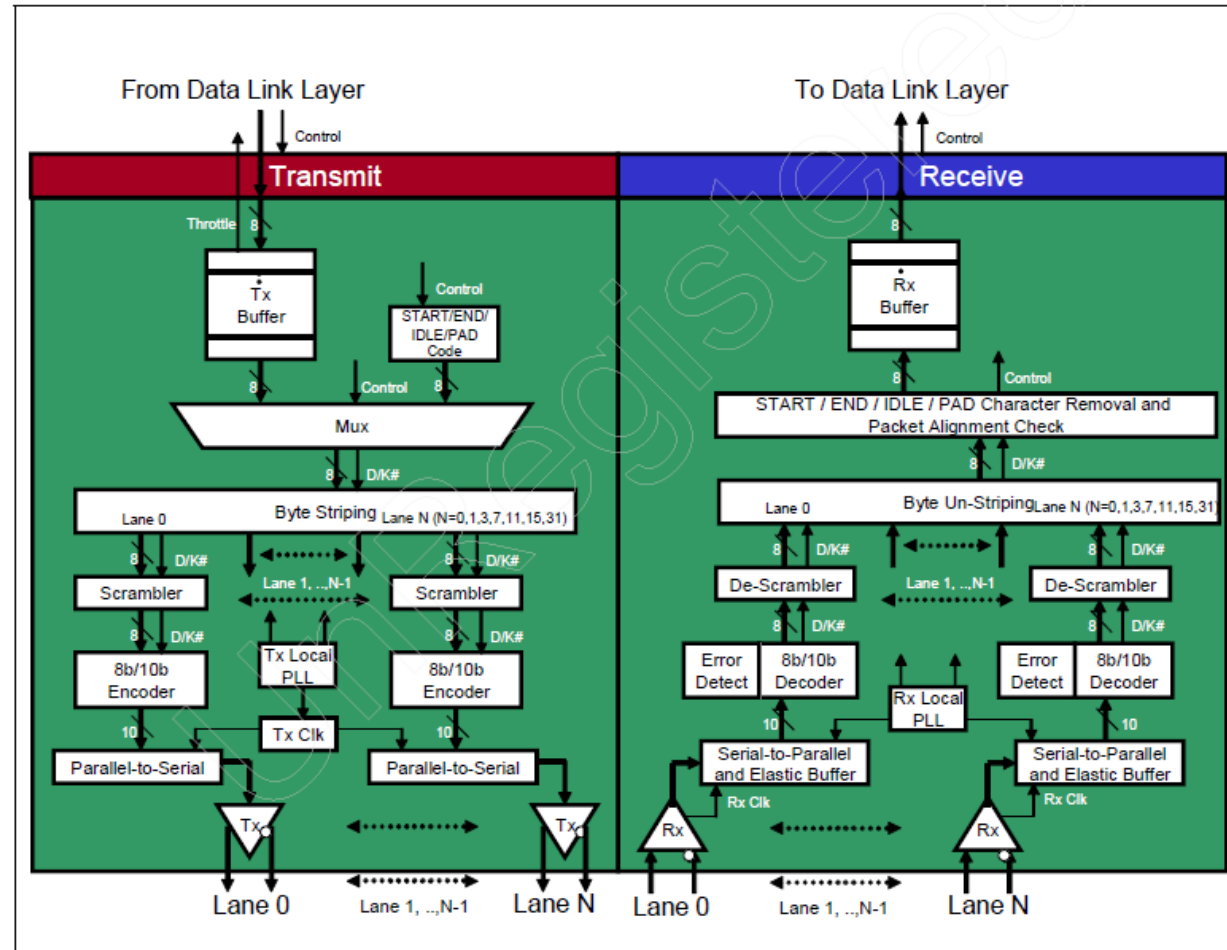 From Data Link Layer
To Data Link Layer
Control
Control
Transmit
Receive
Throttle
8
8
Tx
Buffer
Control
START/END/
IDLE/PAD
Code
Rx
Buffer
8
Control
8
8
Control
Mux
START / END / IDLE / PAD Character Removal and
Packet Alignment Check
8
D/K#
8
D/K#
Byte Striping
Lane 0
Lane N (N=0,1,3,7,11,15,31)
Byte Un-Striping
Lane 0
Lane N (N=0,1,3,7,11,15,31)
8
D/K#
8
D/K#
8
D/K#
8
D/K#
Scrambler
Lane 1, ..,N-1
Scrambler
De-Scrambler
Lane 1, ..,N-1
De-Scrambler
8
D/K#
8
D/K#
8
D/K#
8
D/K#
8b/10b
Encoder
Tx Local
PLL
8b/10b
Encoder
Error
Detect
8b/10b
Decoder
Rx Local
PLL
Error
Detect
8b/10b
Decoder
10
Tx Clk
10
10
10
Parallel-to-Serial
Parallel-to-Serial
Serial-to-Parallel
and Elastic Buffer
Serial-to-Parallel
and Elastic Buffer
Rx Clk
Rx Clk
Tx
Tx
Rx
Rx
Lane 0
Lane 1, ..,N-1
Lane N
Lane 0
Lane 1, ..,N-1
Lane N
unRegistered